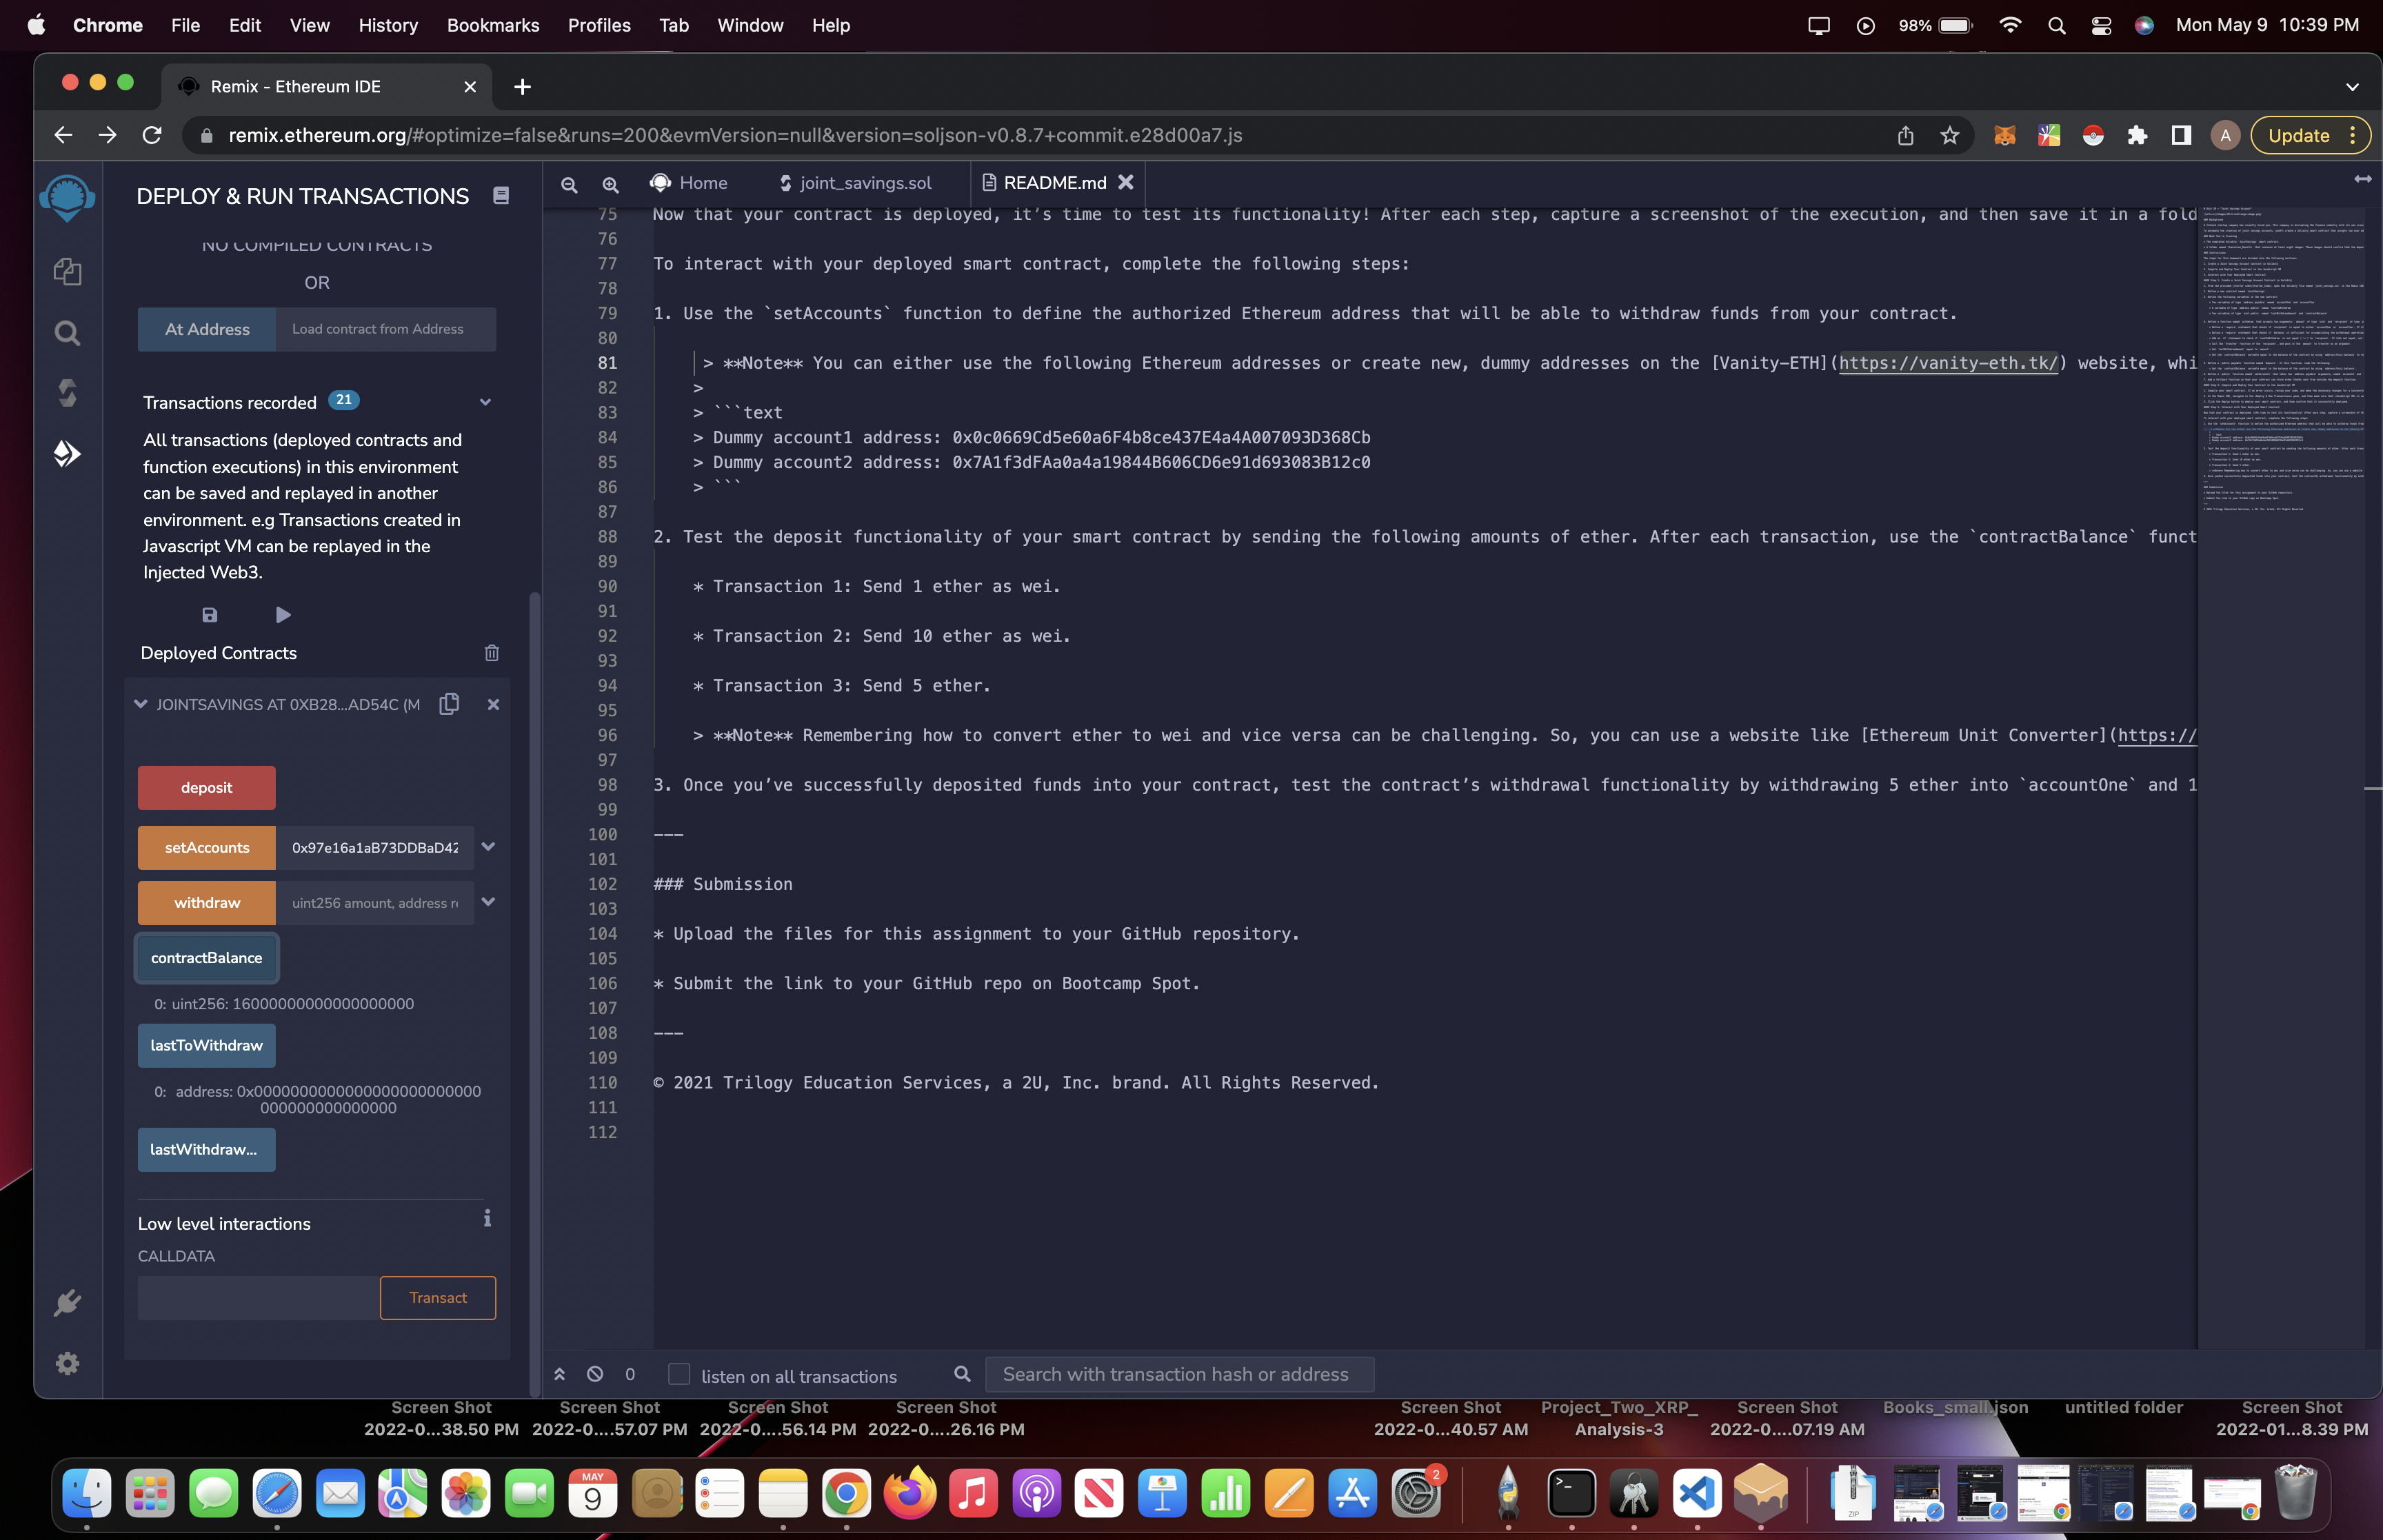 Chrome File Edit View History Bookmarks Profiles Tab Window Help
98% Mon May 9 10:39 PM
Remix - Ethereum IDE
remix.ethereum.org/#optimize=false&runs=200&evmVersion=null&version=soljson-v0.8.7+commit.e28d00a7.js
A Update
DEPLOY & RUN TRANSACTIONS
NO COMPILED CONTRACTS
OR
At Address Load contract from Address
Transactions recorded 21
All transactions (deployed contracts and
function executions) in this environment
can be saved and replayed in another
environment. e.g Transactions created in
Javascript VM can be replayed in the
Injected Web3.
Deployed Contracts
JOINTSAVINGS AT 0XB28...AD54C (M
deposit
setAccounts 0x97e16a1aB73DDBaD42
withdraw uint256 amount, address r
contractBalance
0: uint256: 16000000000000000000
lastToWithdraw
0: address: 0x00000000000000000000000000
00000000000000
lastWithdraw...
Low level interactions
CALLDATA
Transact
Home joint_savings.sol README.md
75 Now that your contract is deployed, it’s time to test its functionality! After each step, capture a screenshot of the execution, and then save it in a fold
76
77 To interact with your deployed smart contract, complete the following steps:
78
79 1. Use the `setAccounts` function to define the authorized Ethereum address that will be able to withdraw funds from your contract.
80
81 > **Note** You can either use the following Ethereum addresses or create new, dummy addresses on the [Vanity-ETH](https://vanity-eth.tk/) website, whi
82 >
83 > ```text
84 > Dummy account1 address: 0x0c0669Cd5e60a6F4b8ce437E4a4A007093D368Cb
85 > Dummy account2 address: 0x7A1f3dFAa0a4a19844B606CD6e91d693083B12c0
86 > ```
87
88 2. Test the deposit functionality of your smart contract by sending the following amounts of ether. After each transaction, use the `contractBalance` funct
89
90 * Transaction 1: Send 1 ether as wei.
91
92 * Transaction 2: Send 10 ether as wei.
93
94 * Transaction 3: Send 5 ether.
95
96 > **Note** Remembering how to convert ether to wei and vice versa can be challenging. So, you can use a website like [Ethereum Unit Converter](https://
97
98 3. Once you’ve successfully deposited funds into your contract, test the contract’s withdrawal functionality by withdrawing 5 ether into `accountOne` and 1
99
100 ---
101
102 ### Submission
103
104 * Upload the files for this assignment to your GitHub repository.
105
106 * Submit the link to your GitHub repo on Bootcamp Spot.
107
108 ---
109
110 © 2021 Trilogy Education Services, a 2U, Inc. brand. All Rights Reserved.
111
112
0 listen on all transactions Search with transaction hash or address
Screen Shot Screen Shot Screen Shot Screen Shot Screen Shot Project_Two_XRP_ Screen Shot Books_small.json untitled folder Screen Shot
2022-0...38.50 PM 2022-0....57.07 PM 2022-0....56.14 PM 2022-0....26.16 PM 2022-0...40.57 AM Analysis-3 2022-0....07.19 AM 2022-01...8.39 PM
MAY
9
2
ZIP